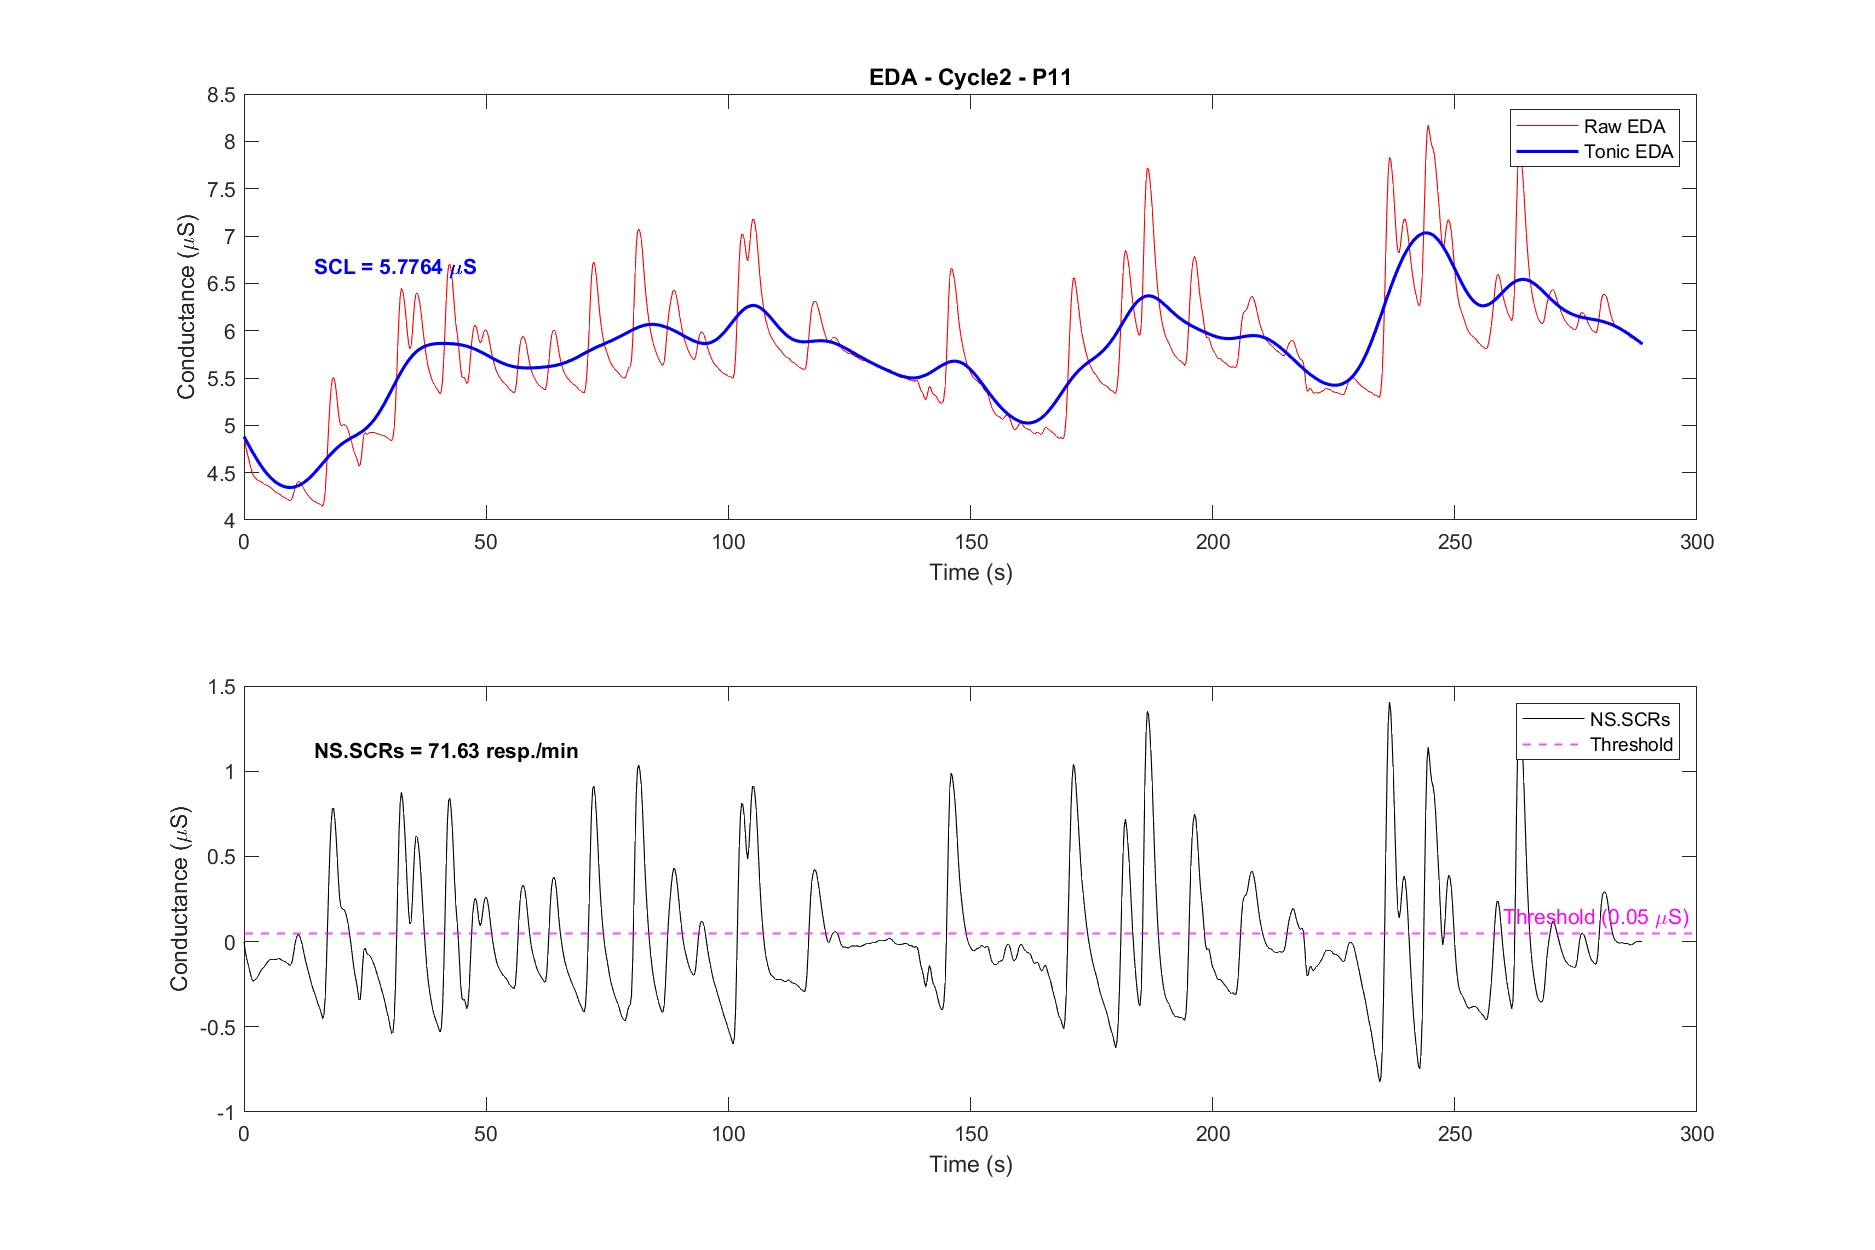 EDA - Cycle2 - P11
8.5
8
7.5
7
6.5
6
5.5
5
4.5
4
Conductance (μS)
Raw EDA
Tonic EDA
SCL = 5.7764 μS
0 50 100 150 200 250 300
Time (s)
1.5
1
0.5
0
-0.5
-1
Conductance (μS)
NS.SCRs
Threshold
NS.SCRs = 71.63 resp./min
Threshold (0.05 μS)
0 50 100 150 200 250 300
Time (s)